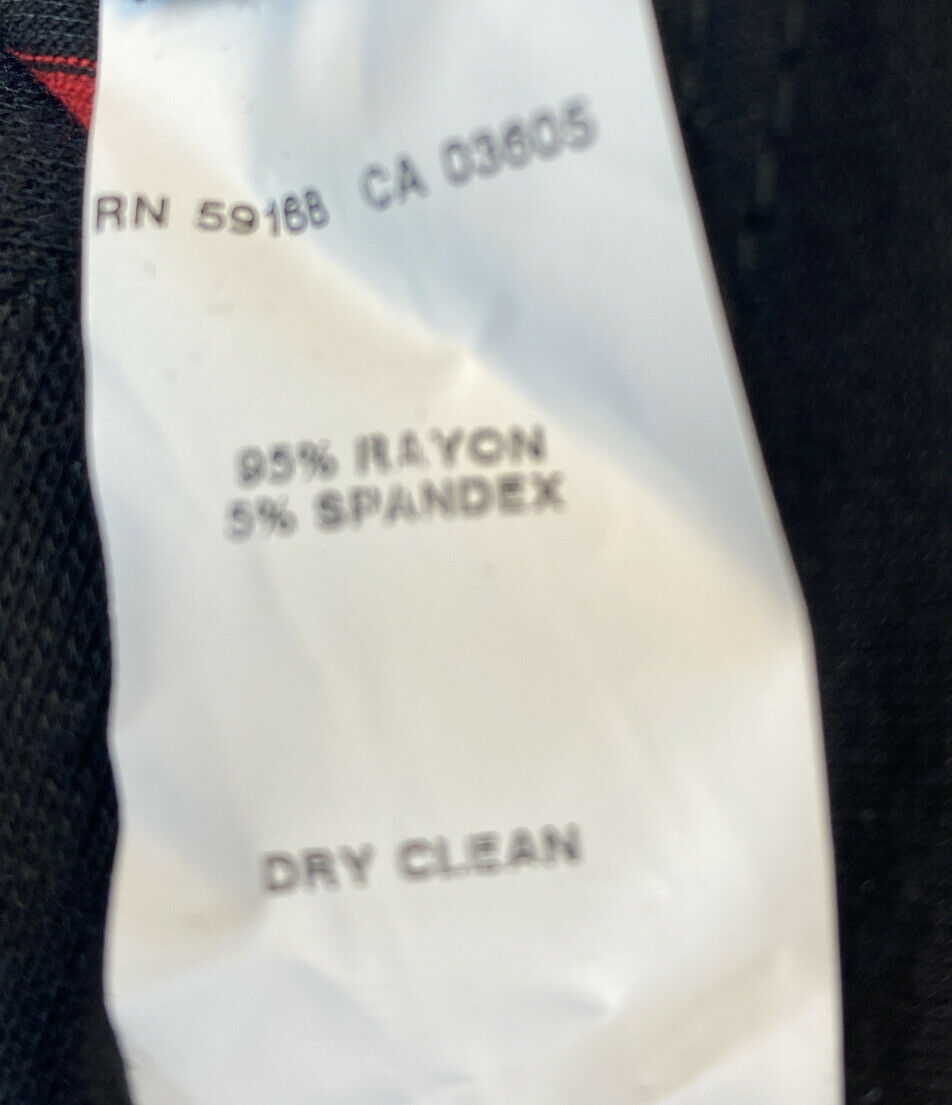 RN 59168 CA 03605
95% RAYON
5% SPANDEX
DRY CLEAN